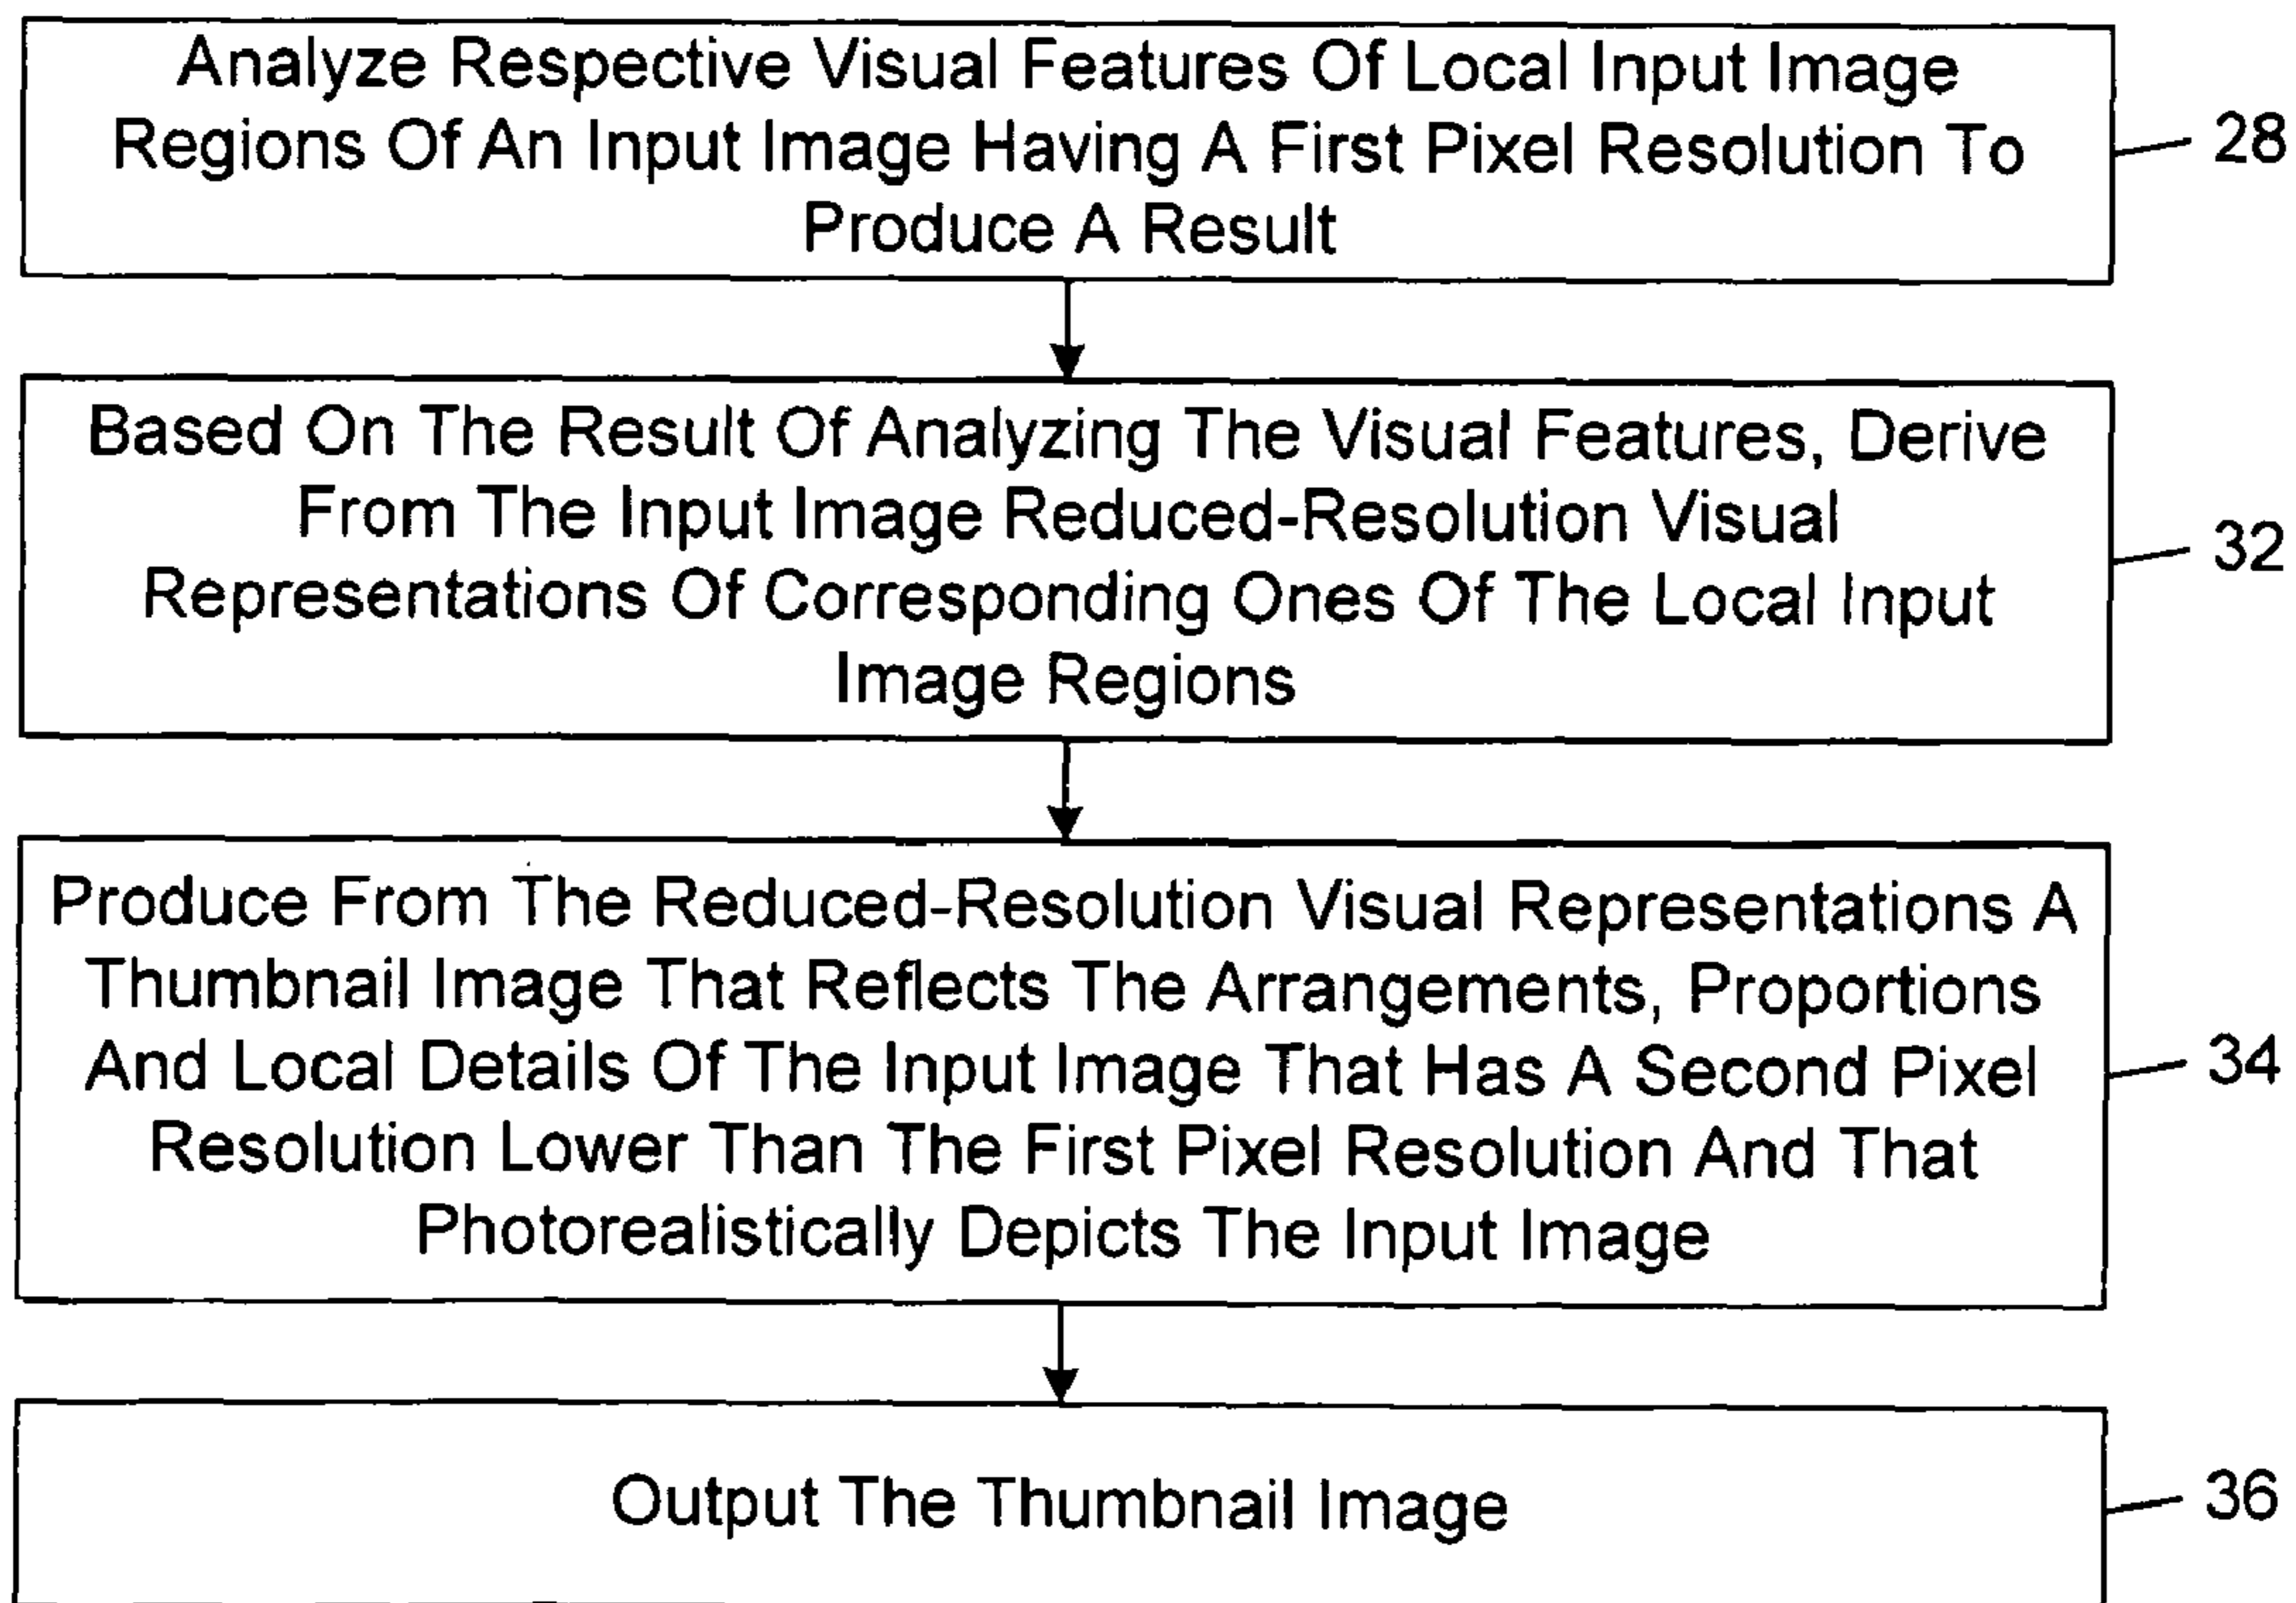 Analyze Respective Visual Features Of Local Input Image
Regions Of An Input Image Having A First Pixel Resolution To
Produce A Result
28
Based On The Result Of Analyzing The Visual Features, Derive
From The Input Image Reduced-Resolution Visual
Representations Of Corresponding Ones Of The Local Input
Image Regions
32
Produce From The Reduced-Resolution Visual Representations A
Thumbnail Image That Reflects The Arrangements, Proportions
And Local Details Of The Input Image That Has A Second Pixel
Resolution Lower Than The First Pixel Resolution And That
Photorealistically Depicts The Input Image
34
Output The Thumbnail Image
36